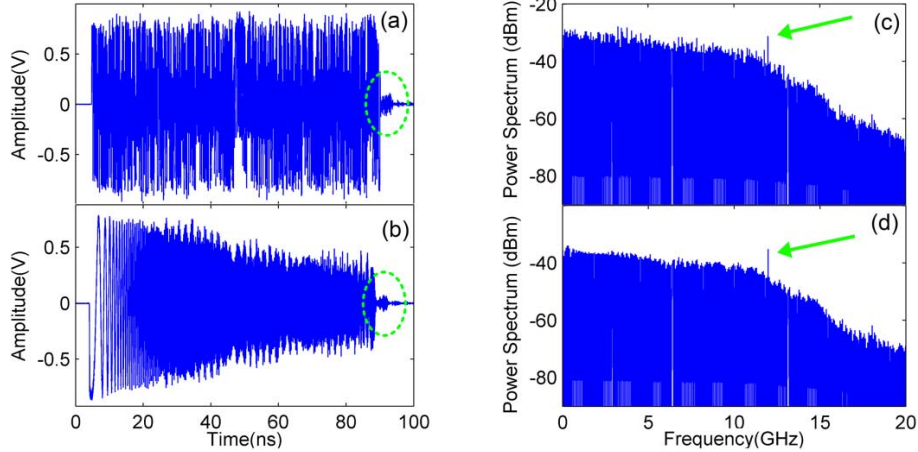 (a)
Amplitude(V)
0.5
0
-0.5
(b)
Amplitude(V)
0.5
0
-0.5
0 20 40 60 80 100
Time(ns)
(c)
Power Spectrum (dBm)
-20
-40
-60
-80
(d)
Power Spectrum (dBm)
-40
-60
-80
0 5 10 15 20
Frequency(GHz)